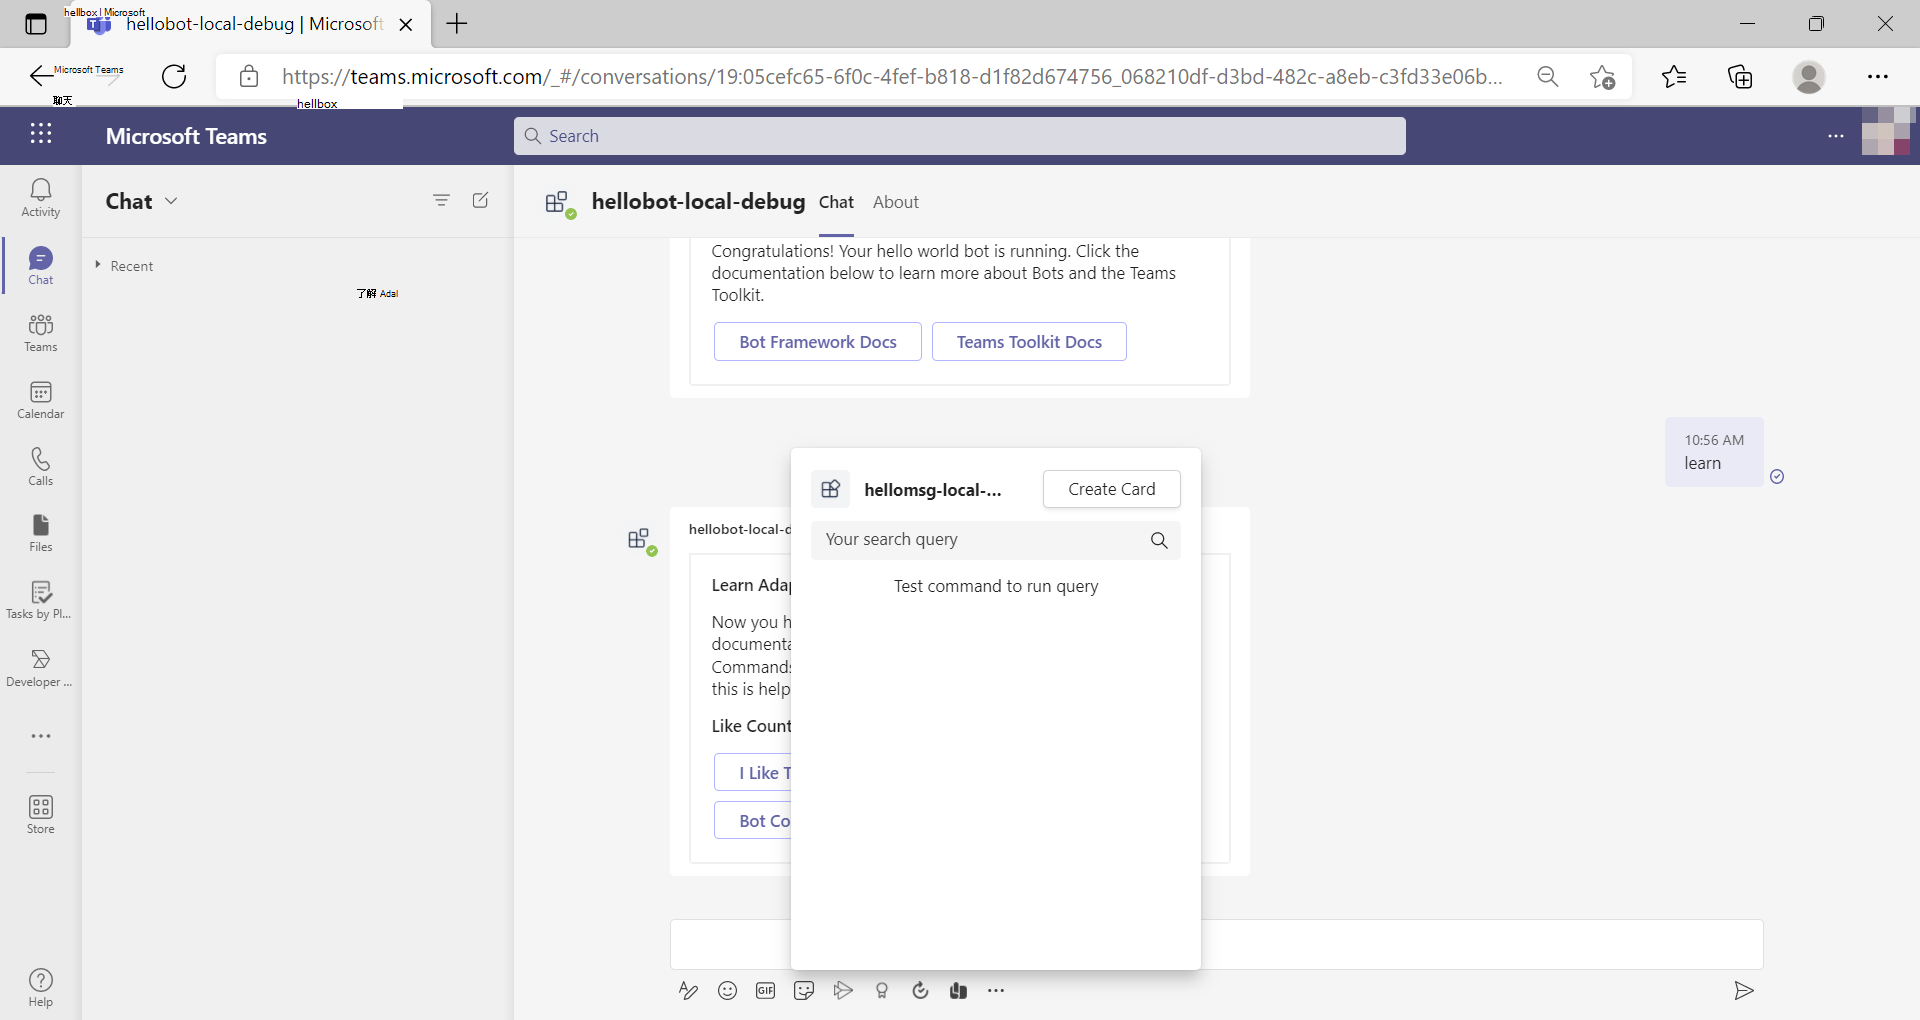 hellbox | Microsoft
hellobot-local-debug | Microsoft
Microsoft Teams
https://teams.microsoft.com/_#/conversations/19:05cefc65-6f0c-4fef-b818-d1f82d674756_068210df-d3bd-482c-a8eb-c3fd33e06b...
聊天
hellbox
Microsoft Teams
Search
Activity
Chat
Teams
Calendar
Calls
Files
Tasks by Pl...
Developer ...
Store
Help
Chat
Recent
了解 Adal
hellobot-local-debug
Chat
About
Congratulations! Your hello world bot is running. Click the
documentation below to learn more about Bots and the Teams
Toolkit.
Bot Framework Docs
Teams Toolkit Docs
10:56 AM
learn
hellobot-local-d
Learn Adap
Now you h
documenta
Commands
this is help
Like Count
I Like T
Bot Co
hellomsg-local-...
Create Card
Your search query
Test command to run query
GIF